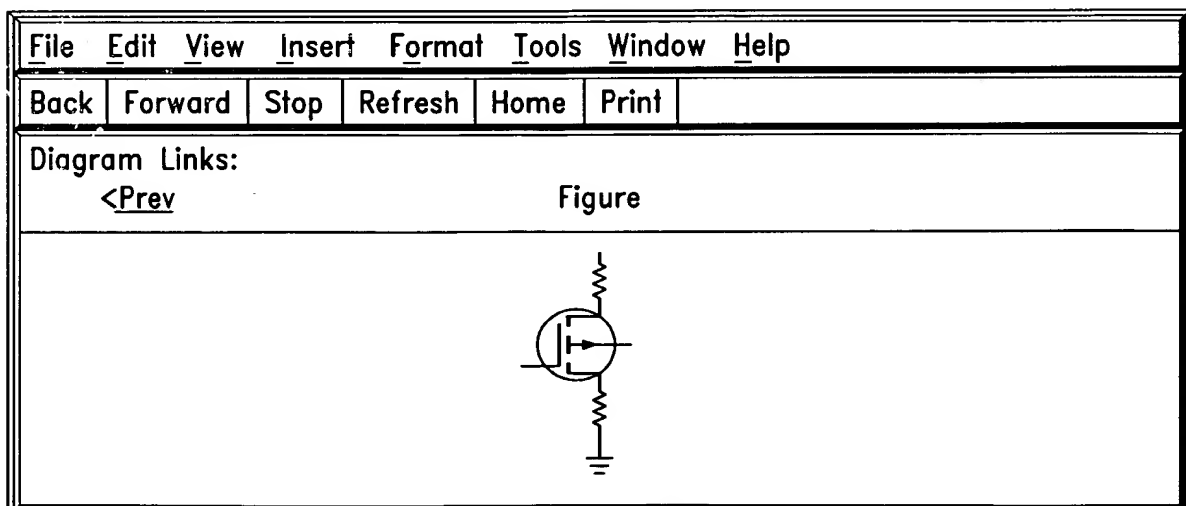 File Edit View Insert Format Tools Window Help
Back Forward Stop Refresh Home Print
Diagram Links:
<Prev Figure